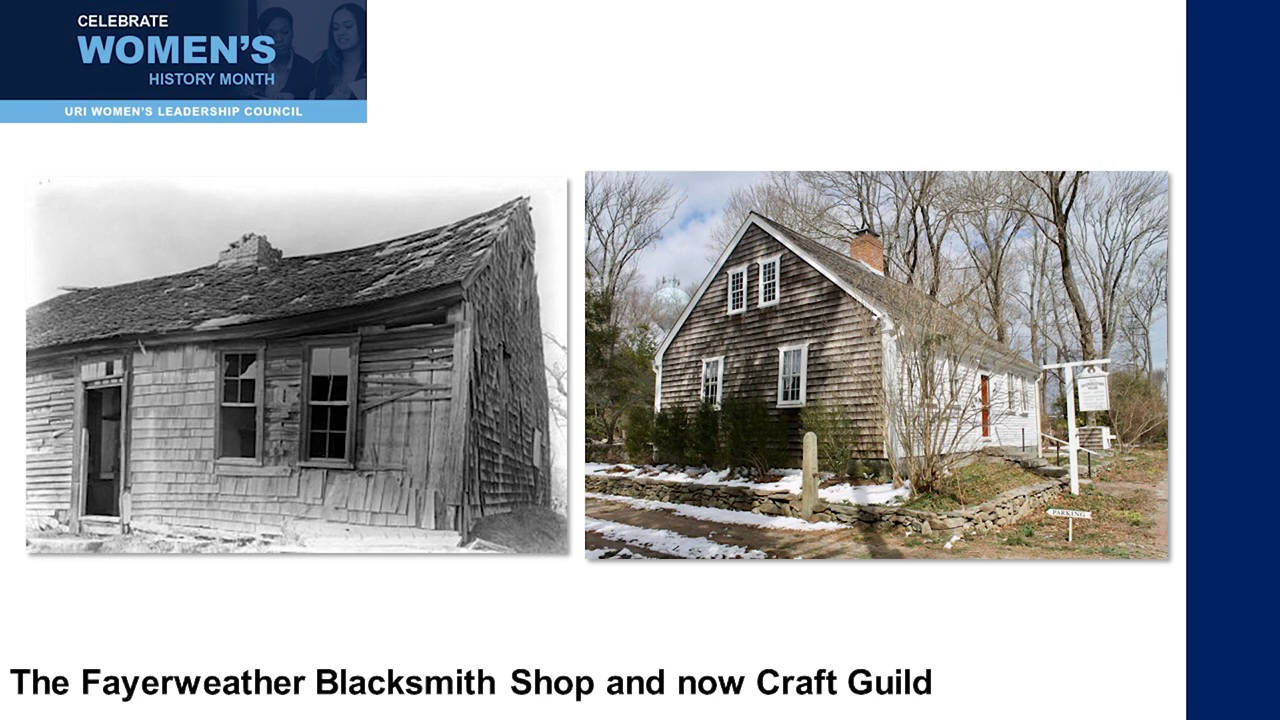 CELEBRATE
WOMEN'S
HISTORY MONTH
URI WOMEN'S LEADERSHIP COUNCIL
PARKING
The Fayerweather Blacksmith Shop and now Craft Guild